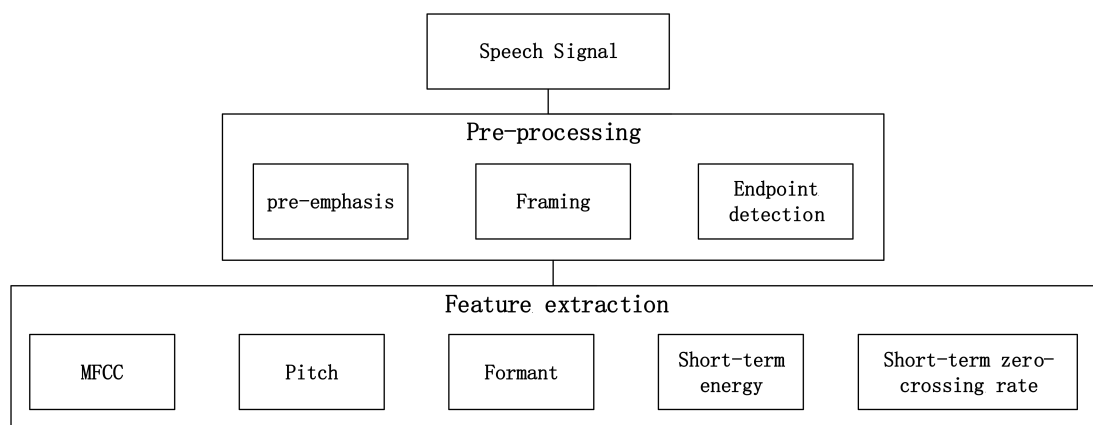 Speech Signal
Pre-processing
pre-emphasis
Framing
Endpoint
detection
Feature extraction
MFCC
Pitch
Formant
Short-term
energy
Short-term zero-
crossing rate